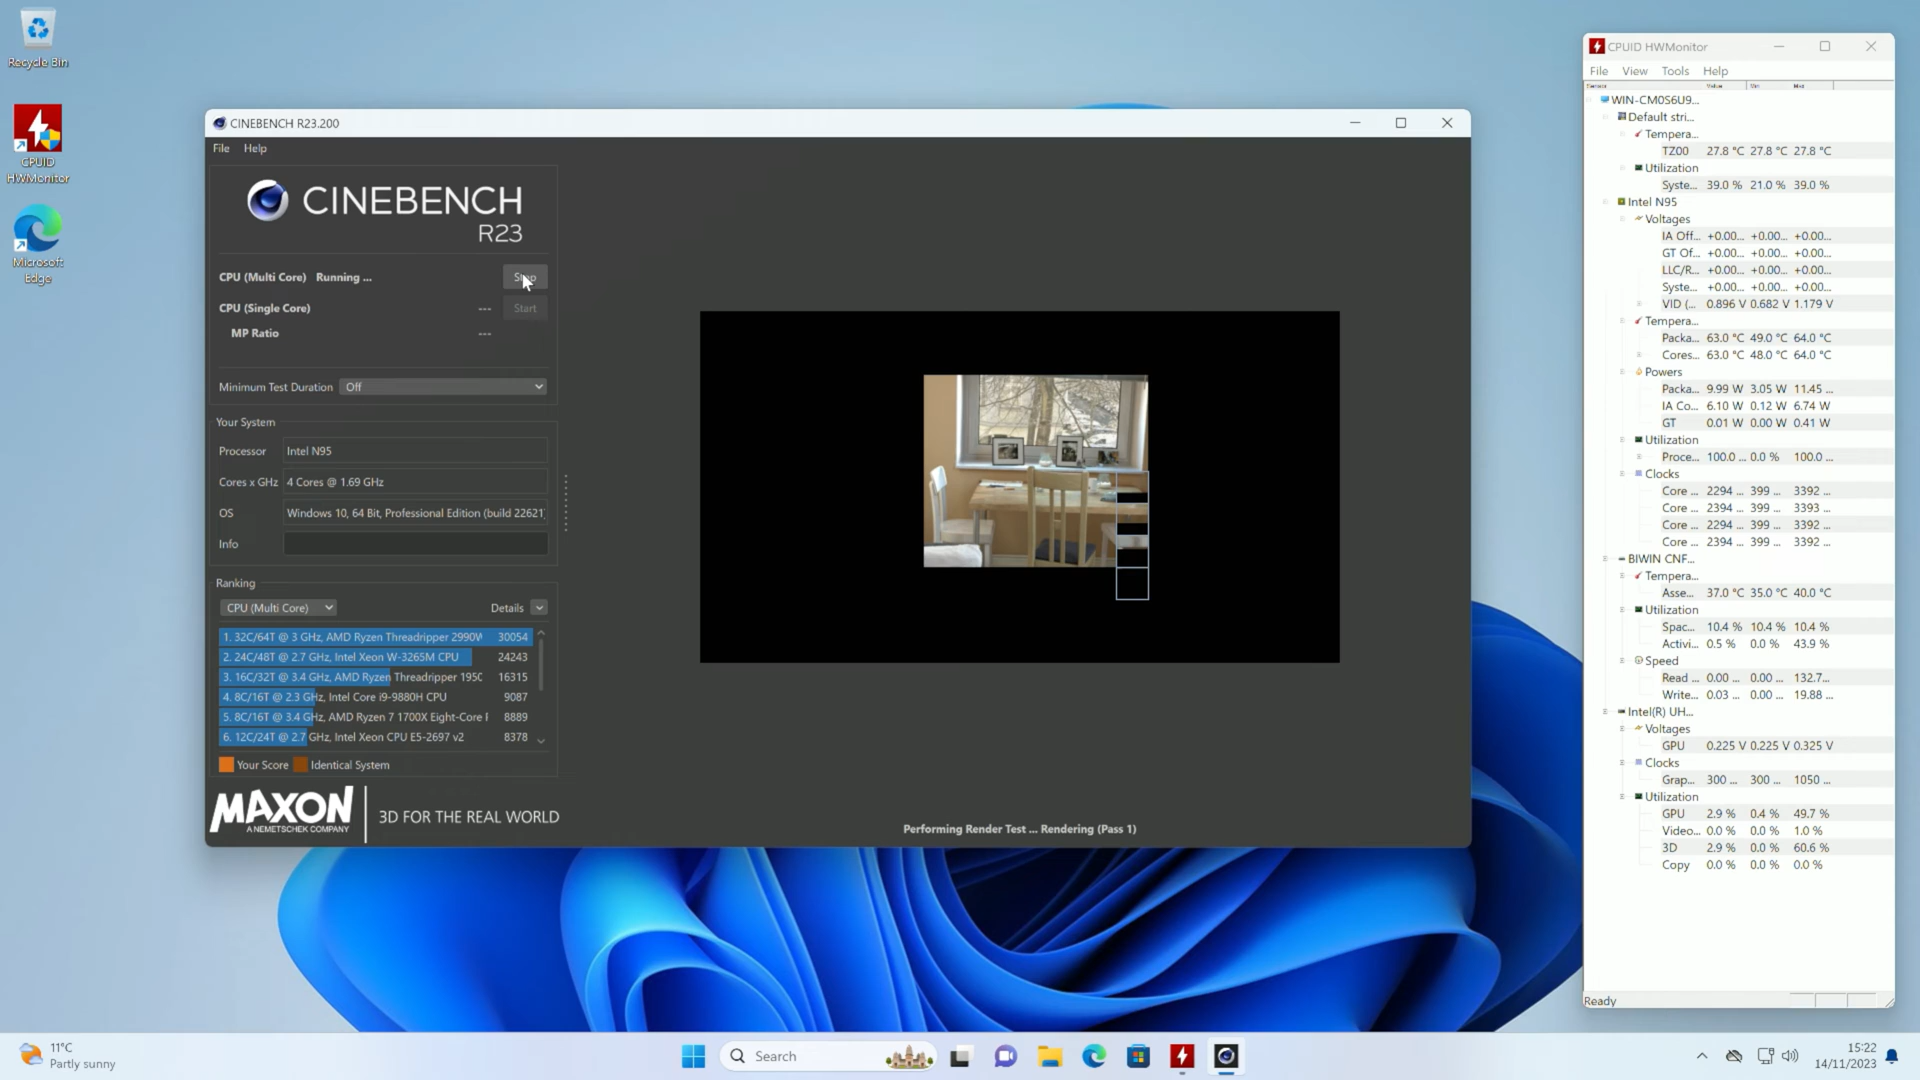 Recycle Bin
CPUID
HWMonitor
Microsoft
Edge
CINEBENCH R23.200
File Help
CINEBENCH
R23
CPU (Multi Core) Running ... Stop
CPU (Single Core) --- Start
MP Ratio ---
Minimum Test Duration Off
Your System
Processor Intel N95
Cores x GHz 4 Cores @ 1.69 GHz
OS Windows 10, 64 Bit, Professional Edition (build 22621)
Info
Ranking
CPU (Multi Core) Details
1. 32C/64T @ 3 GHz, AMD Ryzen Threadripper 2990W 30054
2. 24C/48T @ 2.7 GHz, Intel Xeon W-3265M CPU 24243
3. 16C/32T @ 3.4 GHz, AMD Ryzen Threadripper 195C 16315
4. 8C/16T @ 2.3 GHz, Intel Core i9-9880H CPU 9087
5. 8C/16T @ 3.4 GHz, AMD Ryzen 7 1700X Eight-Core 8889
6. 12C/24T @ 2.7 GHz, Intel Xeon CPU E5-2697 v2 8378
Your Score Identical System
MAXON
A NEMETSCHEK COMPANY
3D FOR THE REAL WORLD
Performing Render Test ... Rendering (Pass 1)
CPUID HWMonitor
File View Tools Help
Sensor Value Min Max
WIN-CM0S6U9...
Default stri...
Tempera...
TZ00 27.8 °C 27.8 °C 27.8 °C
Utilization
Syste... 39.0 % 21.0 % 39.0 %
Intel N95
Voltages
IA Off... +0.00... +0.00... +0.00...
GT Of... +0.00... +0.00... +0.00...
LLC/R... +0.00... +0.00... +0.00...
Syste... +0.00... +0.00... +0.00...
VID (... 0.896 V 0.682 V 1.179 V
Tempera...
Packa... 63.0 °C 49.0 °C 64.0 °C
Cores... 63.0 °C 48.0 °C 64.0 °C
Powers
Packa... 9.99 W 3.05 W 11.45 ...
IA Co... 6.10 W 0.12 W 6.74 W
GT 0.01 W 0.00 W 0.41 W
Utilization
Proce... 100.0 ... 0.0 % 100.0 ...
Clocks
Core ... 2294 ... 399 ... 3392 ...
Core ... 2394 ... 399 ... 3393 ...
Core ... 2294 ... 399 ... 3392 ...
Core ... 2394 ... 399 ... 3392 ...
BIWIN CNF...
Tempera...
Asse... 37.0 °C 35.0 °C 40.0 °C
Utilization
Spac... 10.4 % 10.4 % 10.4 %
Activi... 0.5 % 0.0 % 43.9 %
Speed
Read ... 0.00 ... 0.00 ... 132.7...
Write... 0.03 ... 0.00 ... 19.88 ...
Intel(R) UH...
Voltages
GPU 0.225 V 0.225 V 0.325 V
Clocks
Grap... 300 ... 300 ... 1050 ...
Utilization
GPU 2.9 % 0.4 % 49.7 %
Video... 0.0 % 0.0 % 1.0 %
3D 2.9 % 0.0 % 60.6 %
Copy 0.0 % 0.0 % 0.0 %
Ready
11°C
Partly sunny
Search
15:22
14/11/2023